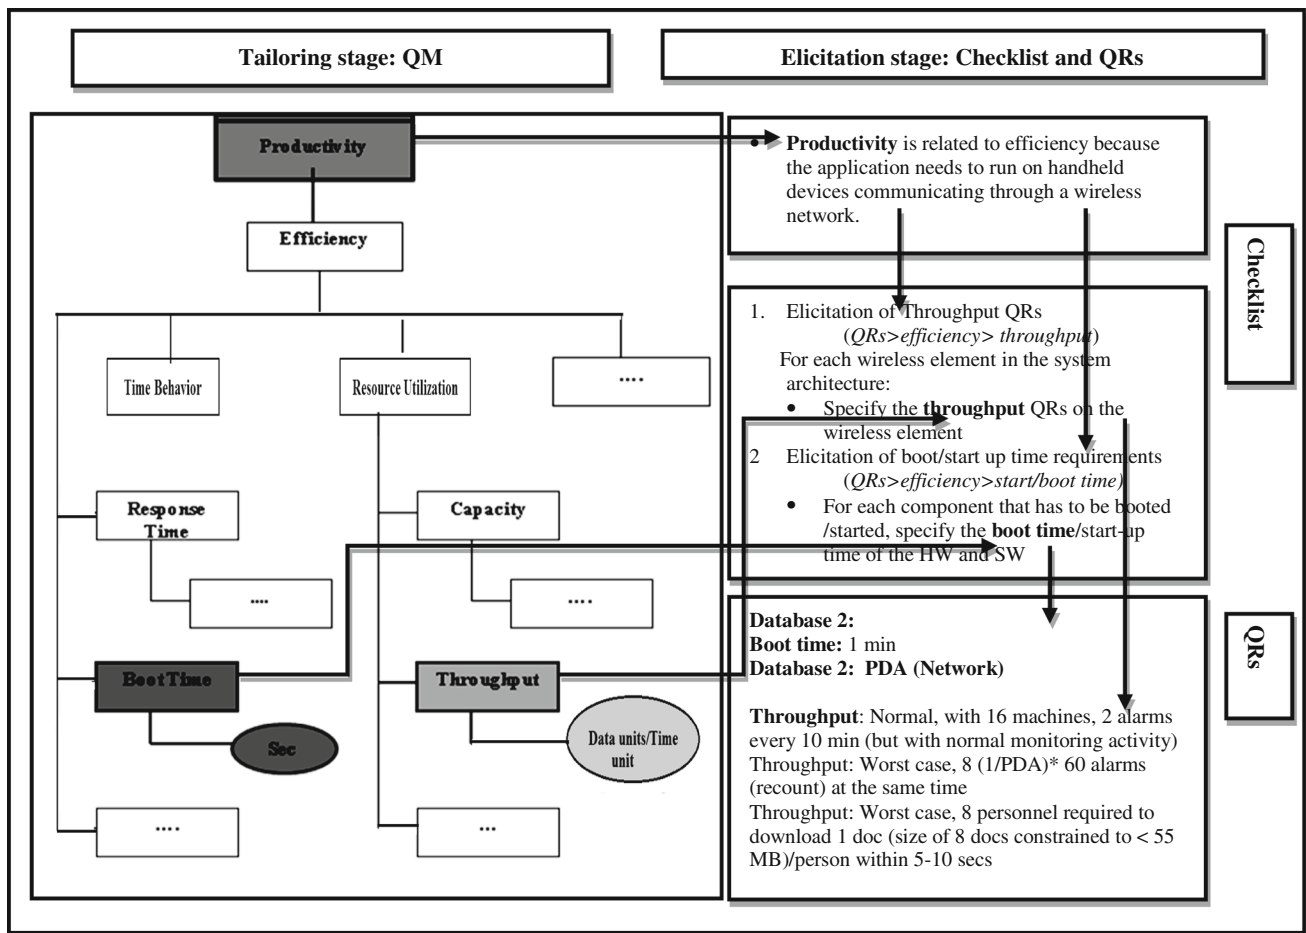 Tailoring stage: QM
Elicitation stage: Checklist and QRs
Productivity
Efficiency
Time Behavior
Resource Utilization
....
Response
Time
Capacity
....
....
Boot Time
Throughput
Sec
Data units/Time
unit
....
...
• Productivity is related to efficiency because
the application needs to run on handheld
devices communicating through a wireless
network.
1. Elicitation of Throughput QRs
(QRs>efficiency> throughput)
For each wireless element in the system
architecture:
• Specify the throughput QRs on the
wireless element
2 Elicitation of boot/start up time requirements
(QRs>efficiency>start/boot time)
• For each component that has to be booted
/started, specify the boot time/start-up
time of the HW and SW
Checklist
Database 2:
Boot time: 1 min
Database 2: PDA (Network)
Throughput: Normal, with 16 machines, 2 alarms
every 10 min (but with normal monitoring activity)
Throughput: Worst case, 8 (1/PDA)* 60 alarms
(recount) at the same time
Throughput: Worst case, 8 personnel required to
download 1 doc (size of 8 docs constrained to < 55
MB)/person within 5-10 secs
QRs